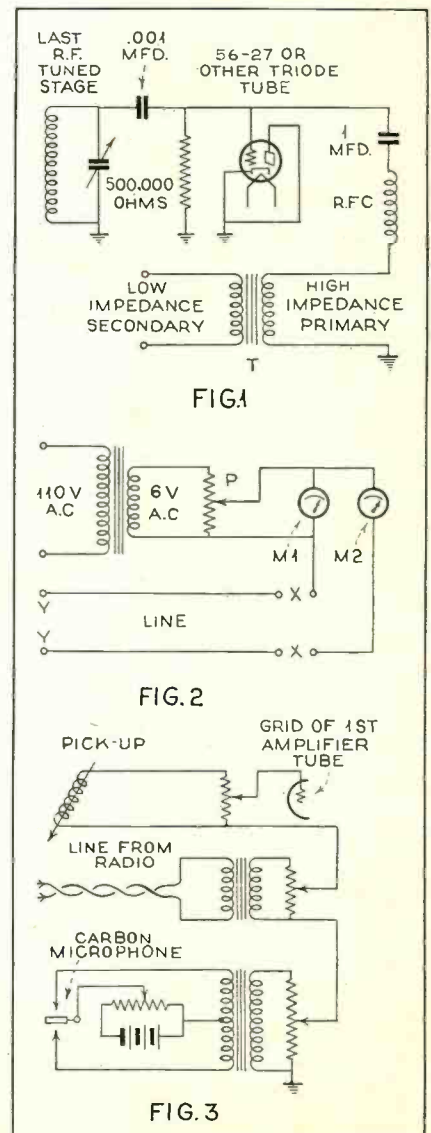 LAST
R.F.
TUNED
STAGE
.001
MFD.
56-27 OR
OTHER TRIODE
TUBE
500,000
OHMS
1
MFD.
R.F.C
LOW
IMPEDANCE
SECONDARY
HIGH
IMPEDANCE
PRIMARY
T
FIG.1
110 V
A.C
6 V
A.C
P
M1
M2
Y
X
LINE
Y
X
FIG. 2
PICK-UP
GRID OF 1ST
AMPLIFIER
TUBE
LINE FROM
RADIO
CARBON
MICROPHONE
FIG. 3